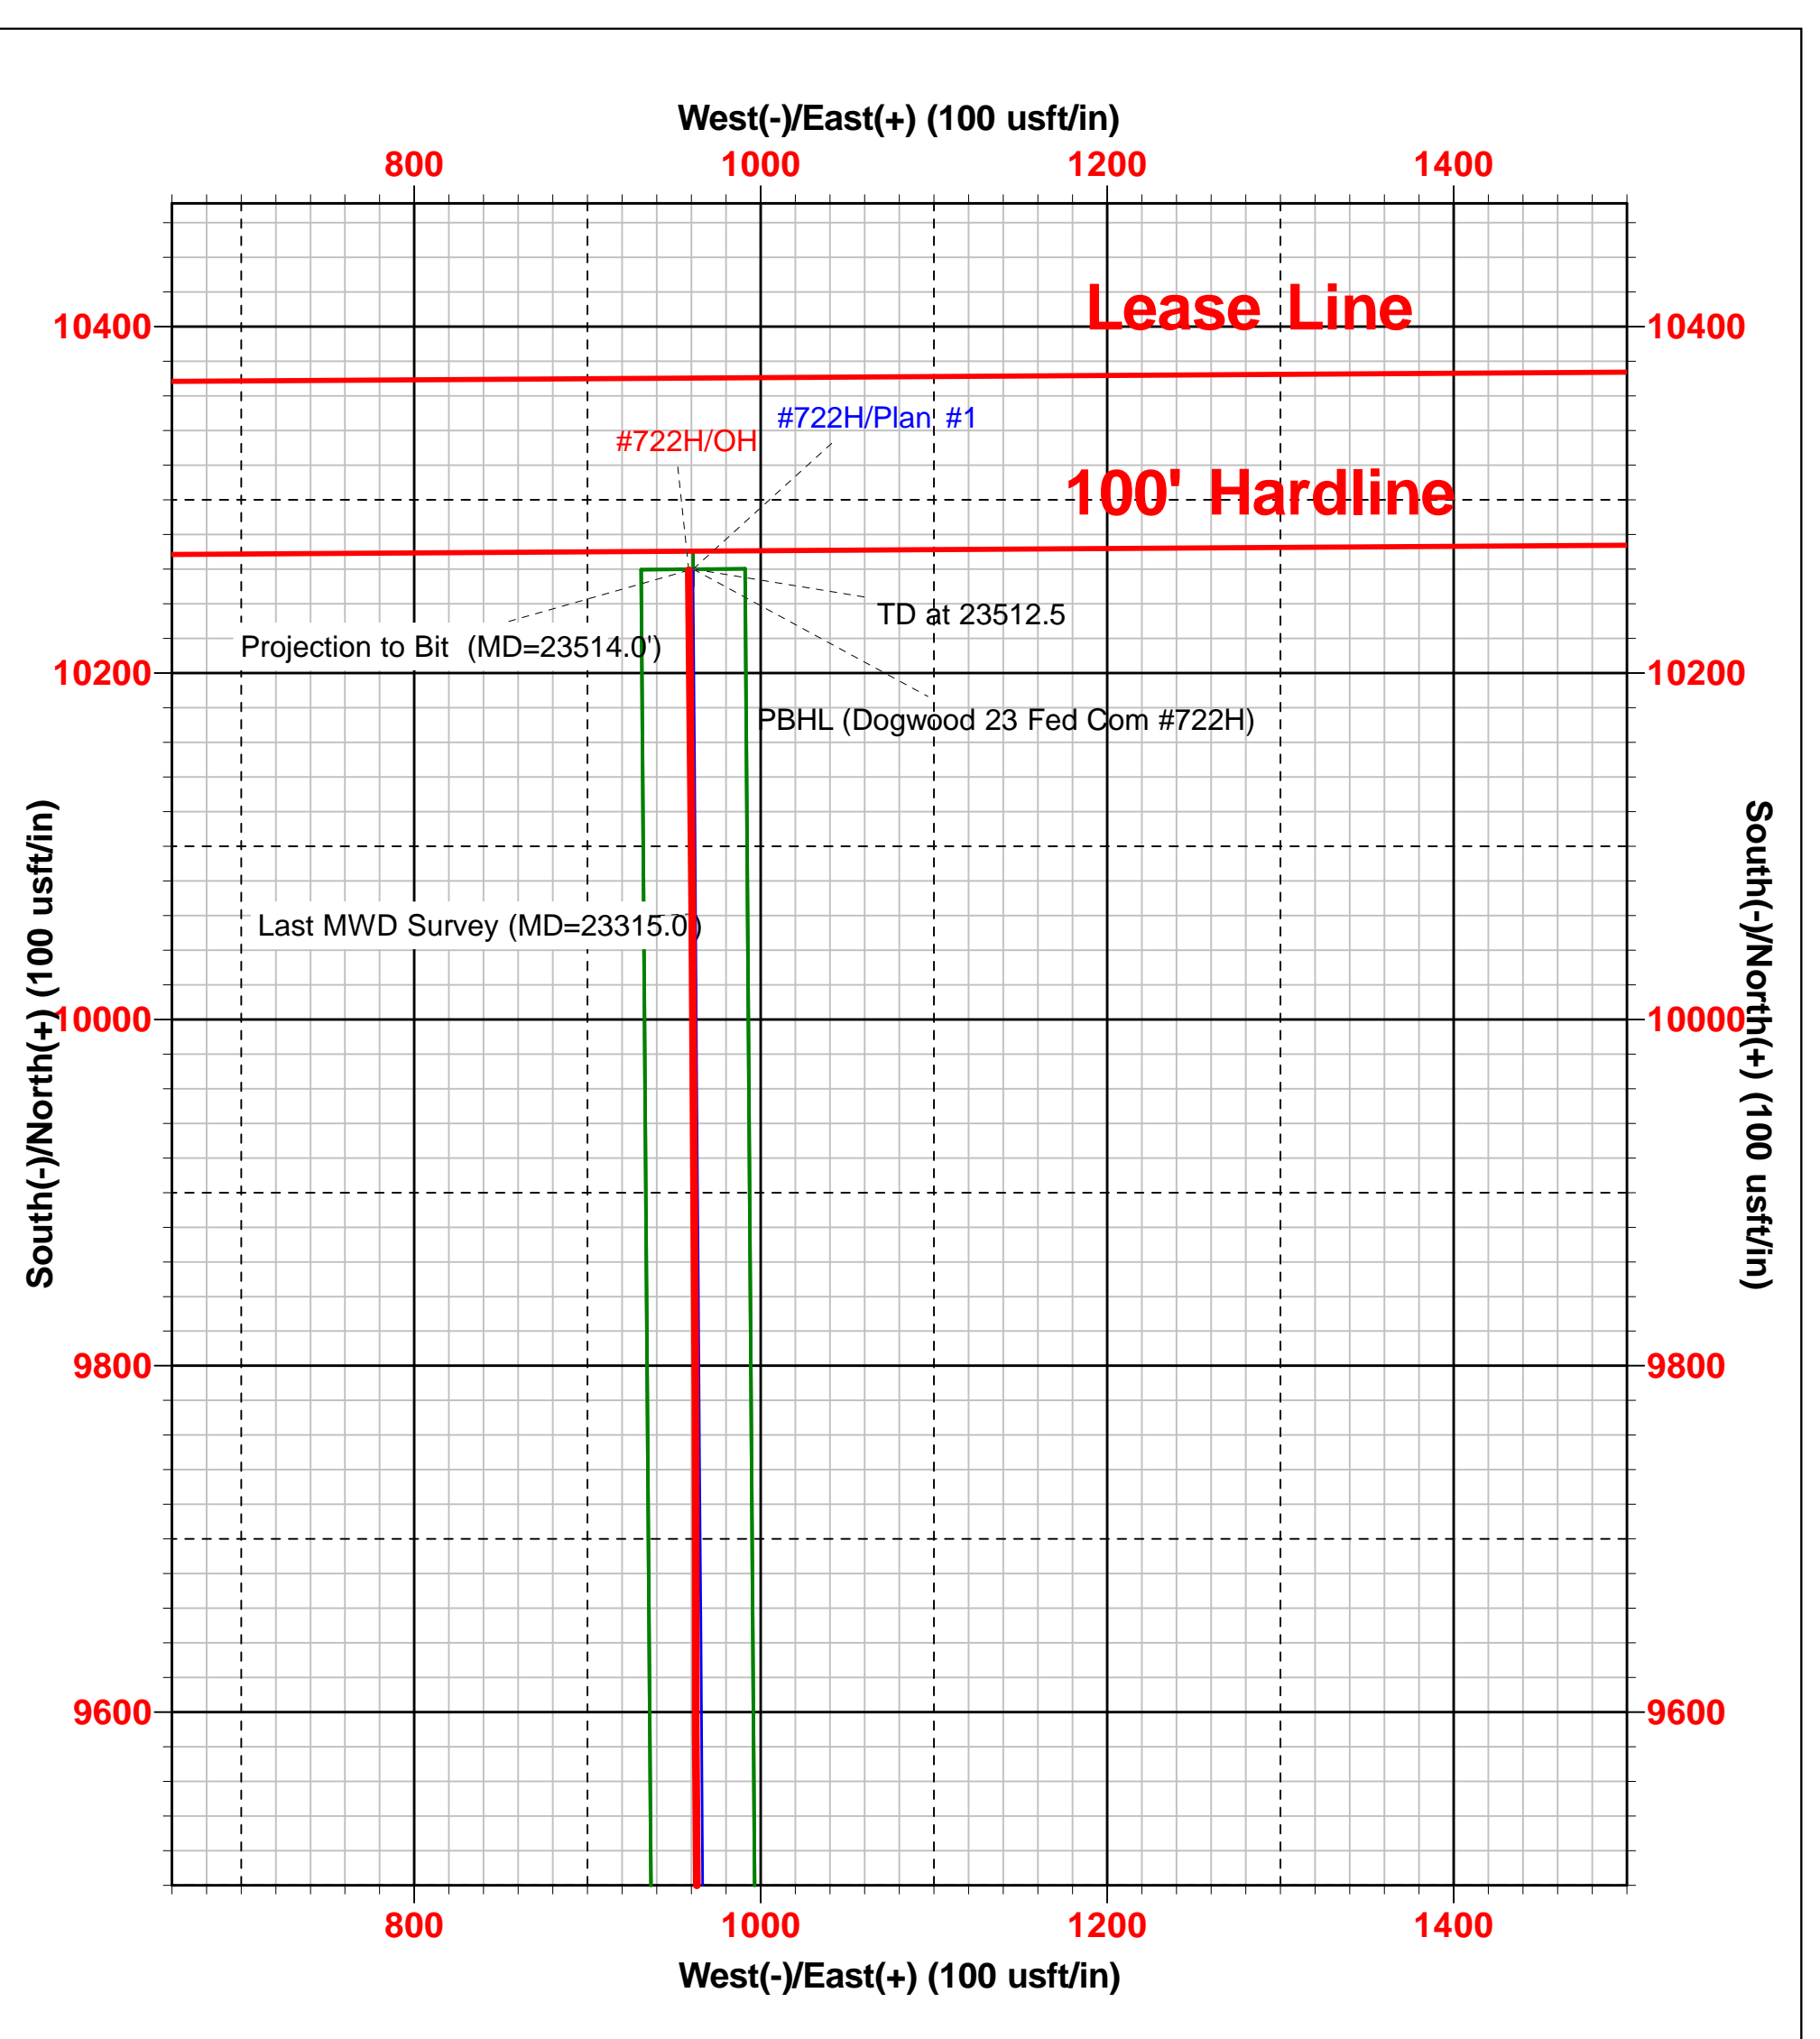 West(-)/East(+) (100 usft/in)
800 1000 1200 1400
Lease Line
10400 10400
#722H/Plan #1
#722H/OH
100' Hardline
TD at 23512.5
Projection to Bit (MD=23514.0')
10200 10200
PBHL (Dogwood 23 Fed Com #722H)
South(-)/North(+) (100 usft/in)
South(-)/North(+) (100 usft/in)
Last MWD Survey (MD=23315.0')
10000 10000
9800 9800
9600 9600
800 1000 1200 1400
West(-)/East(+) (100 usft/in)